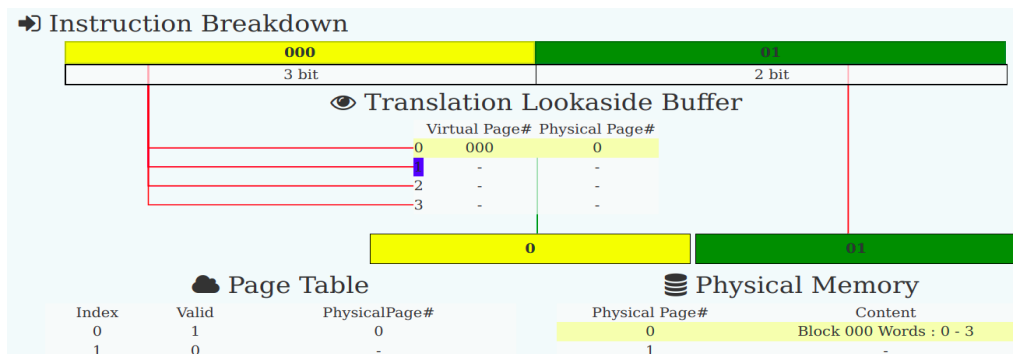 Instruction Breakdown
000 01
3 bit 2 bit
Translation Lookaside Buffer
Virtual Page# Physical Page#
0 000 0
1 - -
2 - -
3 - -
0 01
Page Table Physical Memory
Index Valid PhysicalPage# Physical Page# Content
0 1 0 0 Block 000 Words : 0 - 3
1 0 - 1 -